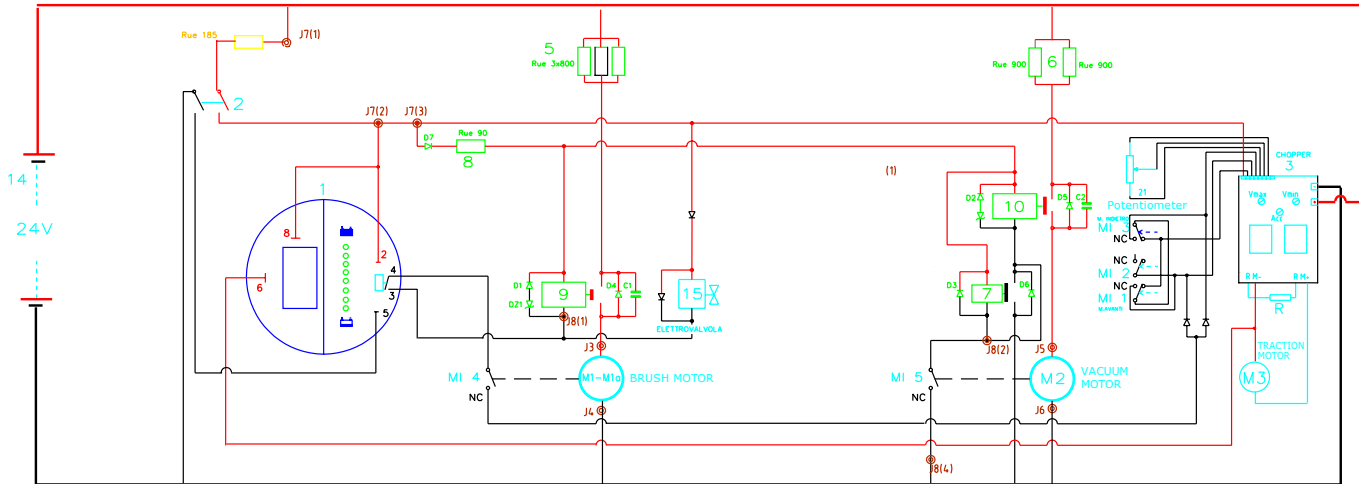 Rue 185
J7(1)
2
J7(2)
J7(3)
D7
Rue 90
8
5
Rue 3x800
Rue 900
6
Rue 900
(1)
14
24V
1
8
2
4
3
5
6
D1
DZ1
9
D4
C1
J8(1)
15
ELETTROVALVOLA
J3
MI 4
NC
M1-M1a
BRUSH MOTOR
J4
D2
10
D5
C2
D3
7
D6
J8(2)
J5
MI 5
NC
M2
VACUUM
MOTOR
J6
J8(4)
21
Potentiometer
MI 3
NC
NC
MI 2
NC
MI 1
M.AVANTI
CHOPPER
3
Vmax
Vmin
Acc
R M-
R M+
R
TRACTION
MOTOR
M3